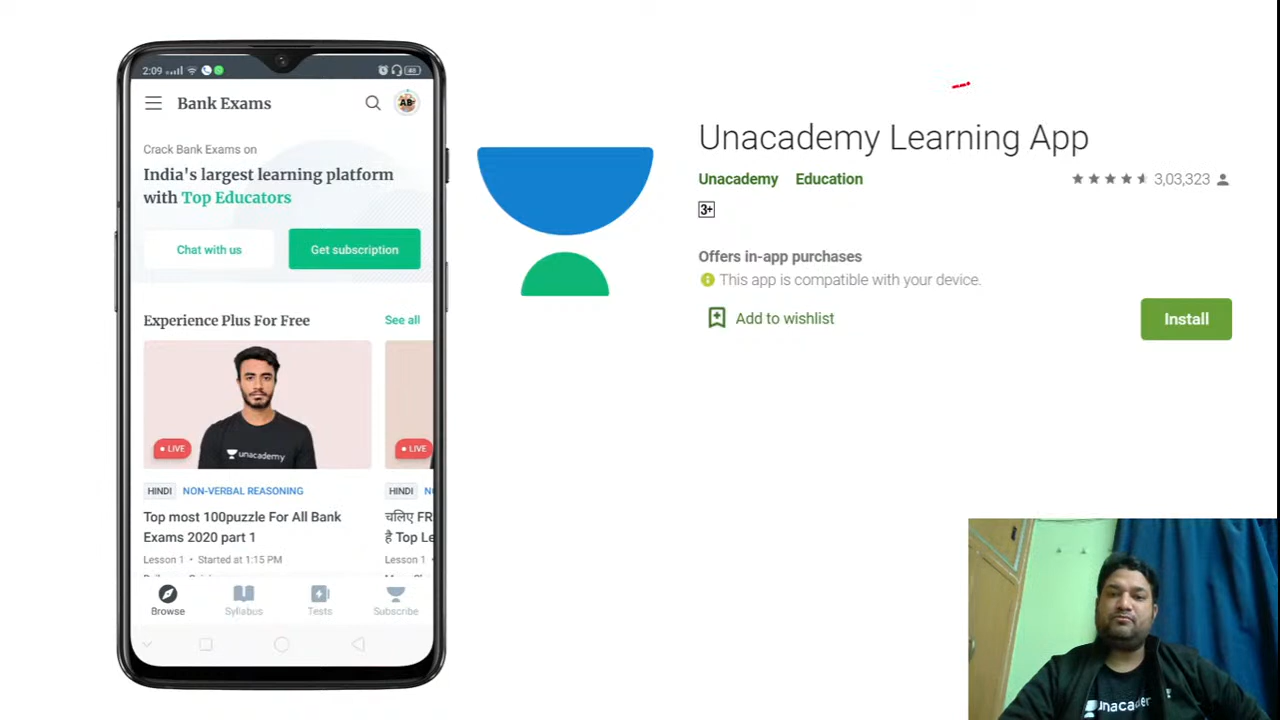 2:09
48
Bank Exams
AB
Crack Bank Exams on
India's largest learning platform
with Top Educators
Chat with us
Get subscription
Experience Plus For Free
See all
LIVE
LIVE
unacademy
HINDI NON-VERBAL REASONING
HINDI
Top most 100puzzle For All Bank
Exams 2020 part 1
चलिए FR
है Top Le
Lesson 1 • Started at 1:15 PM
Lesson 1 •
Browse
Syllabus
Tests
Subscribe
Unacademy Learning App
Unacademy Education
3,03,323
3+
Offers in-app purchases
This app is compatible with your device.
Add to wishlist
Install
unacader